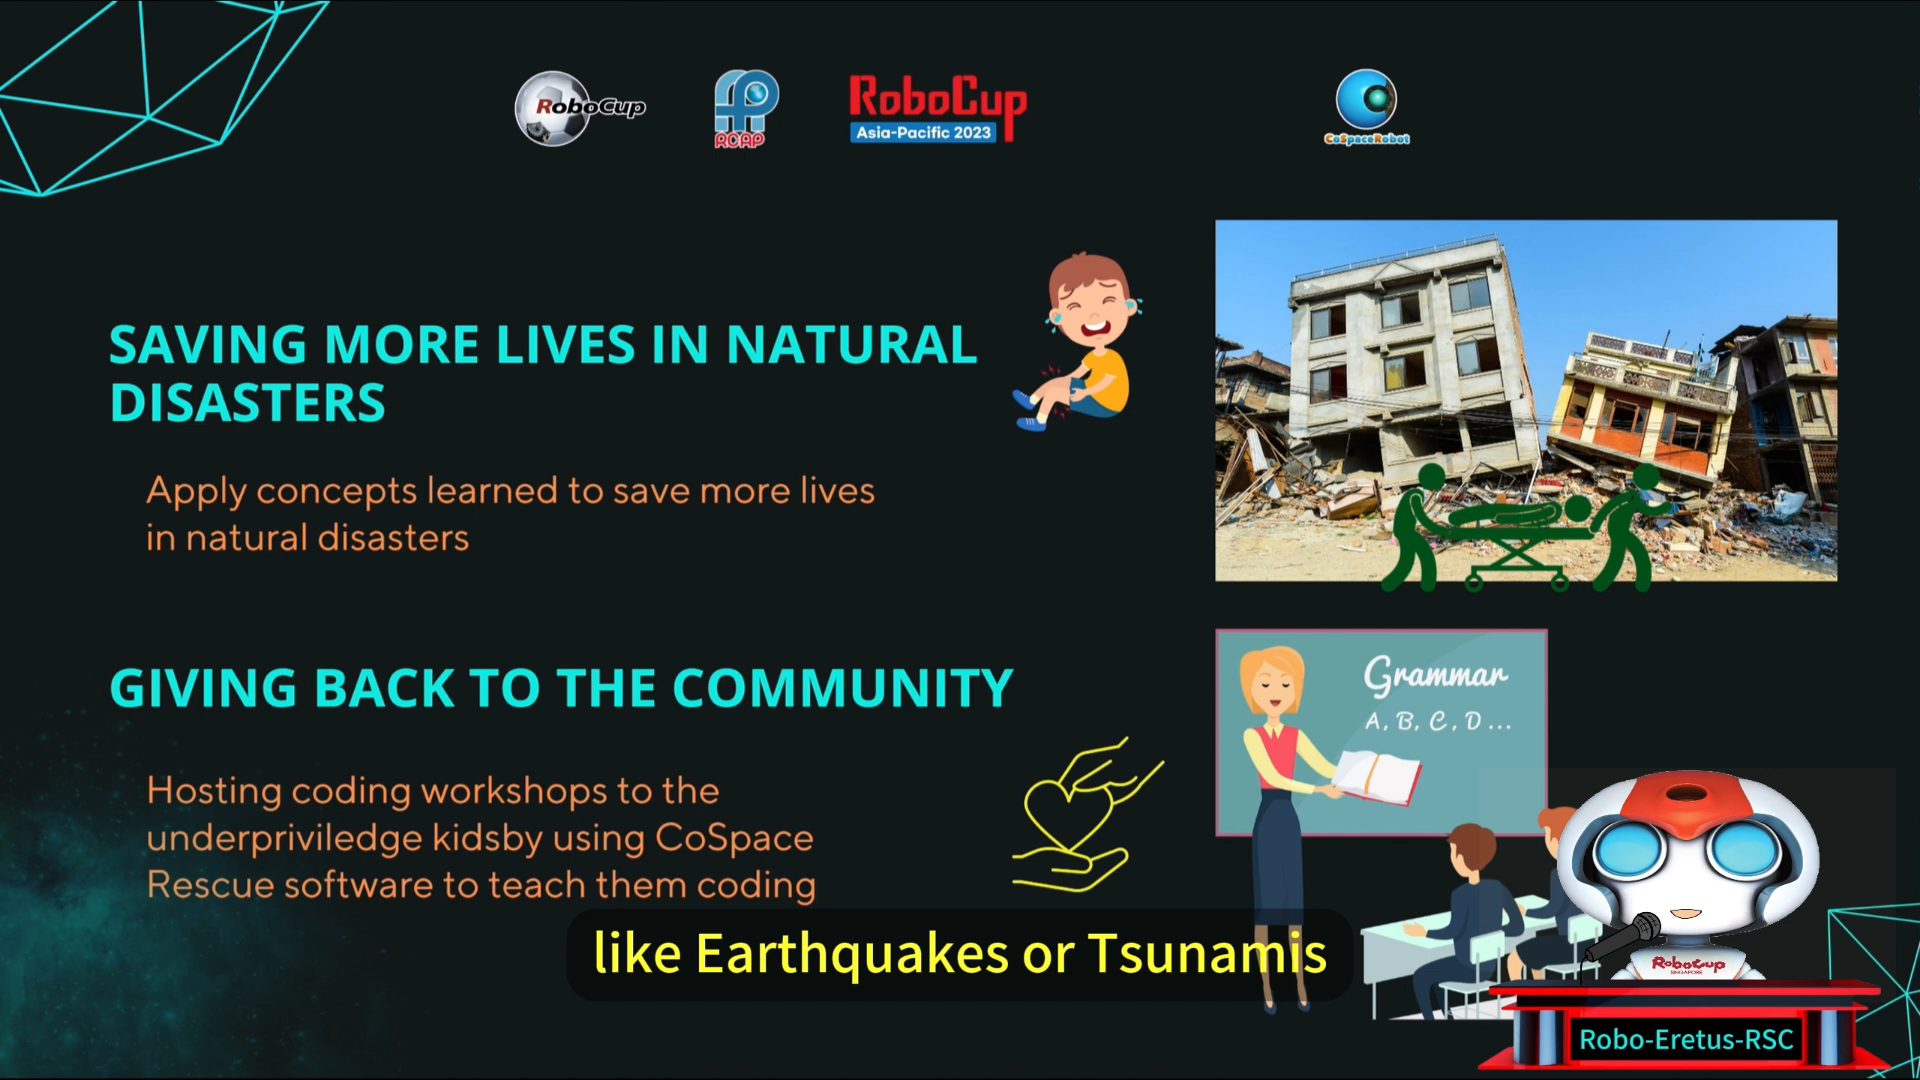 RoboCup
RCAP
RoboCup
Asia-Pacific 2023
CoSpaceRobot
SAVING MORE LIVES IN NATURAL
DISASTERS
Apply concepts learned to save more lives
in natural disasters
GIVING BACK TO THE COMMUNITY
Grammar
A, B, C, D ...
Hosting coding workshops to the
underpriviledge kidsby using CoSpace
Rescue software to teach them coding
like Earthquakes or Tsunamis
RoboCup
SINGAPORE
Robo-Eretus-RSC